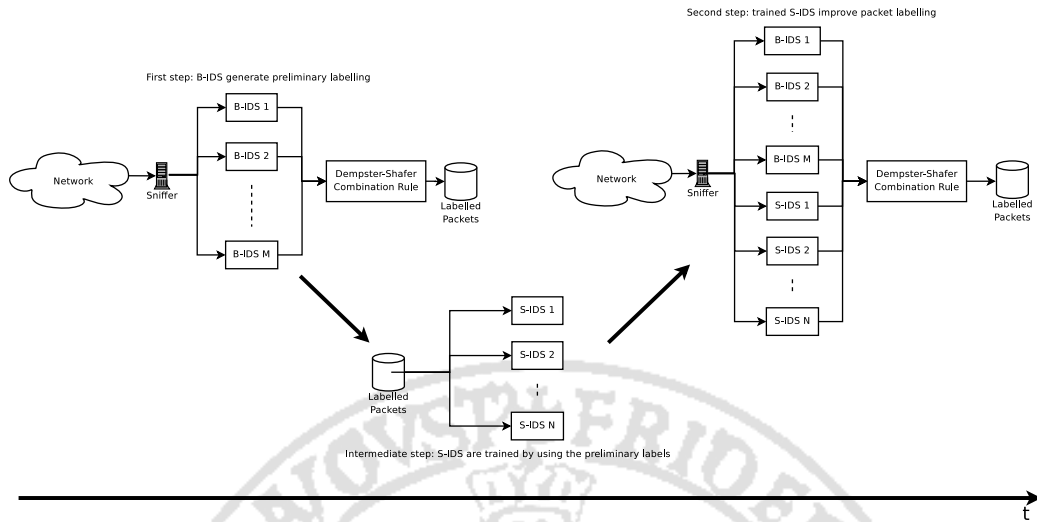 First step: B-IDS generate preliminary labelling
Network
Sniffer
B-IDS 1
B-IDS 2
B-IDS M
Dempster-Shafer
Combination Rule
Labelled
Packets
Labelled
Packets
S-IDS 1
S-IDS 2
S-IDS N
Intermediate step: S-IDS are trained by using the preliminary labels
Second step: trained S-IDS improve packet labelling
Network
Sniffer
B-IDS 1
B-IDS 2
B-IDS M
S-IDS 1
S-IDS 2
S-IDS N
Dempster-Shafer
Combination Rule
Labelled
Packets
t